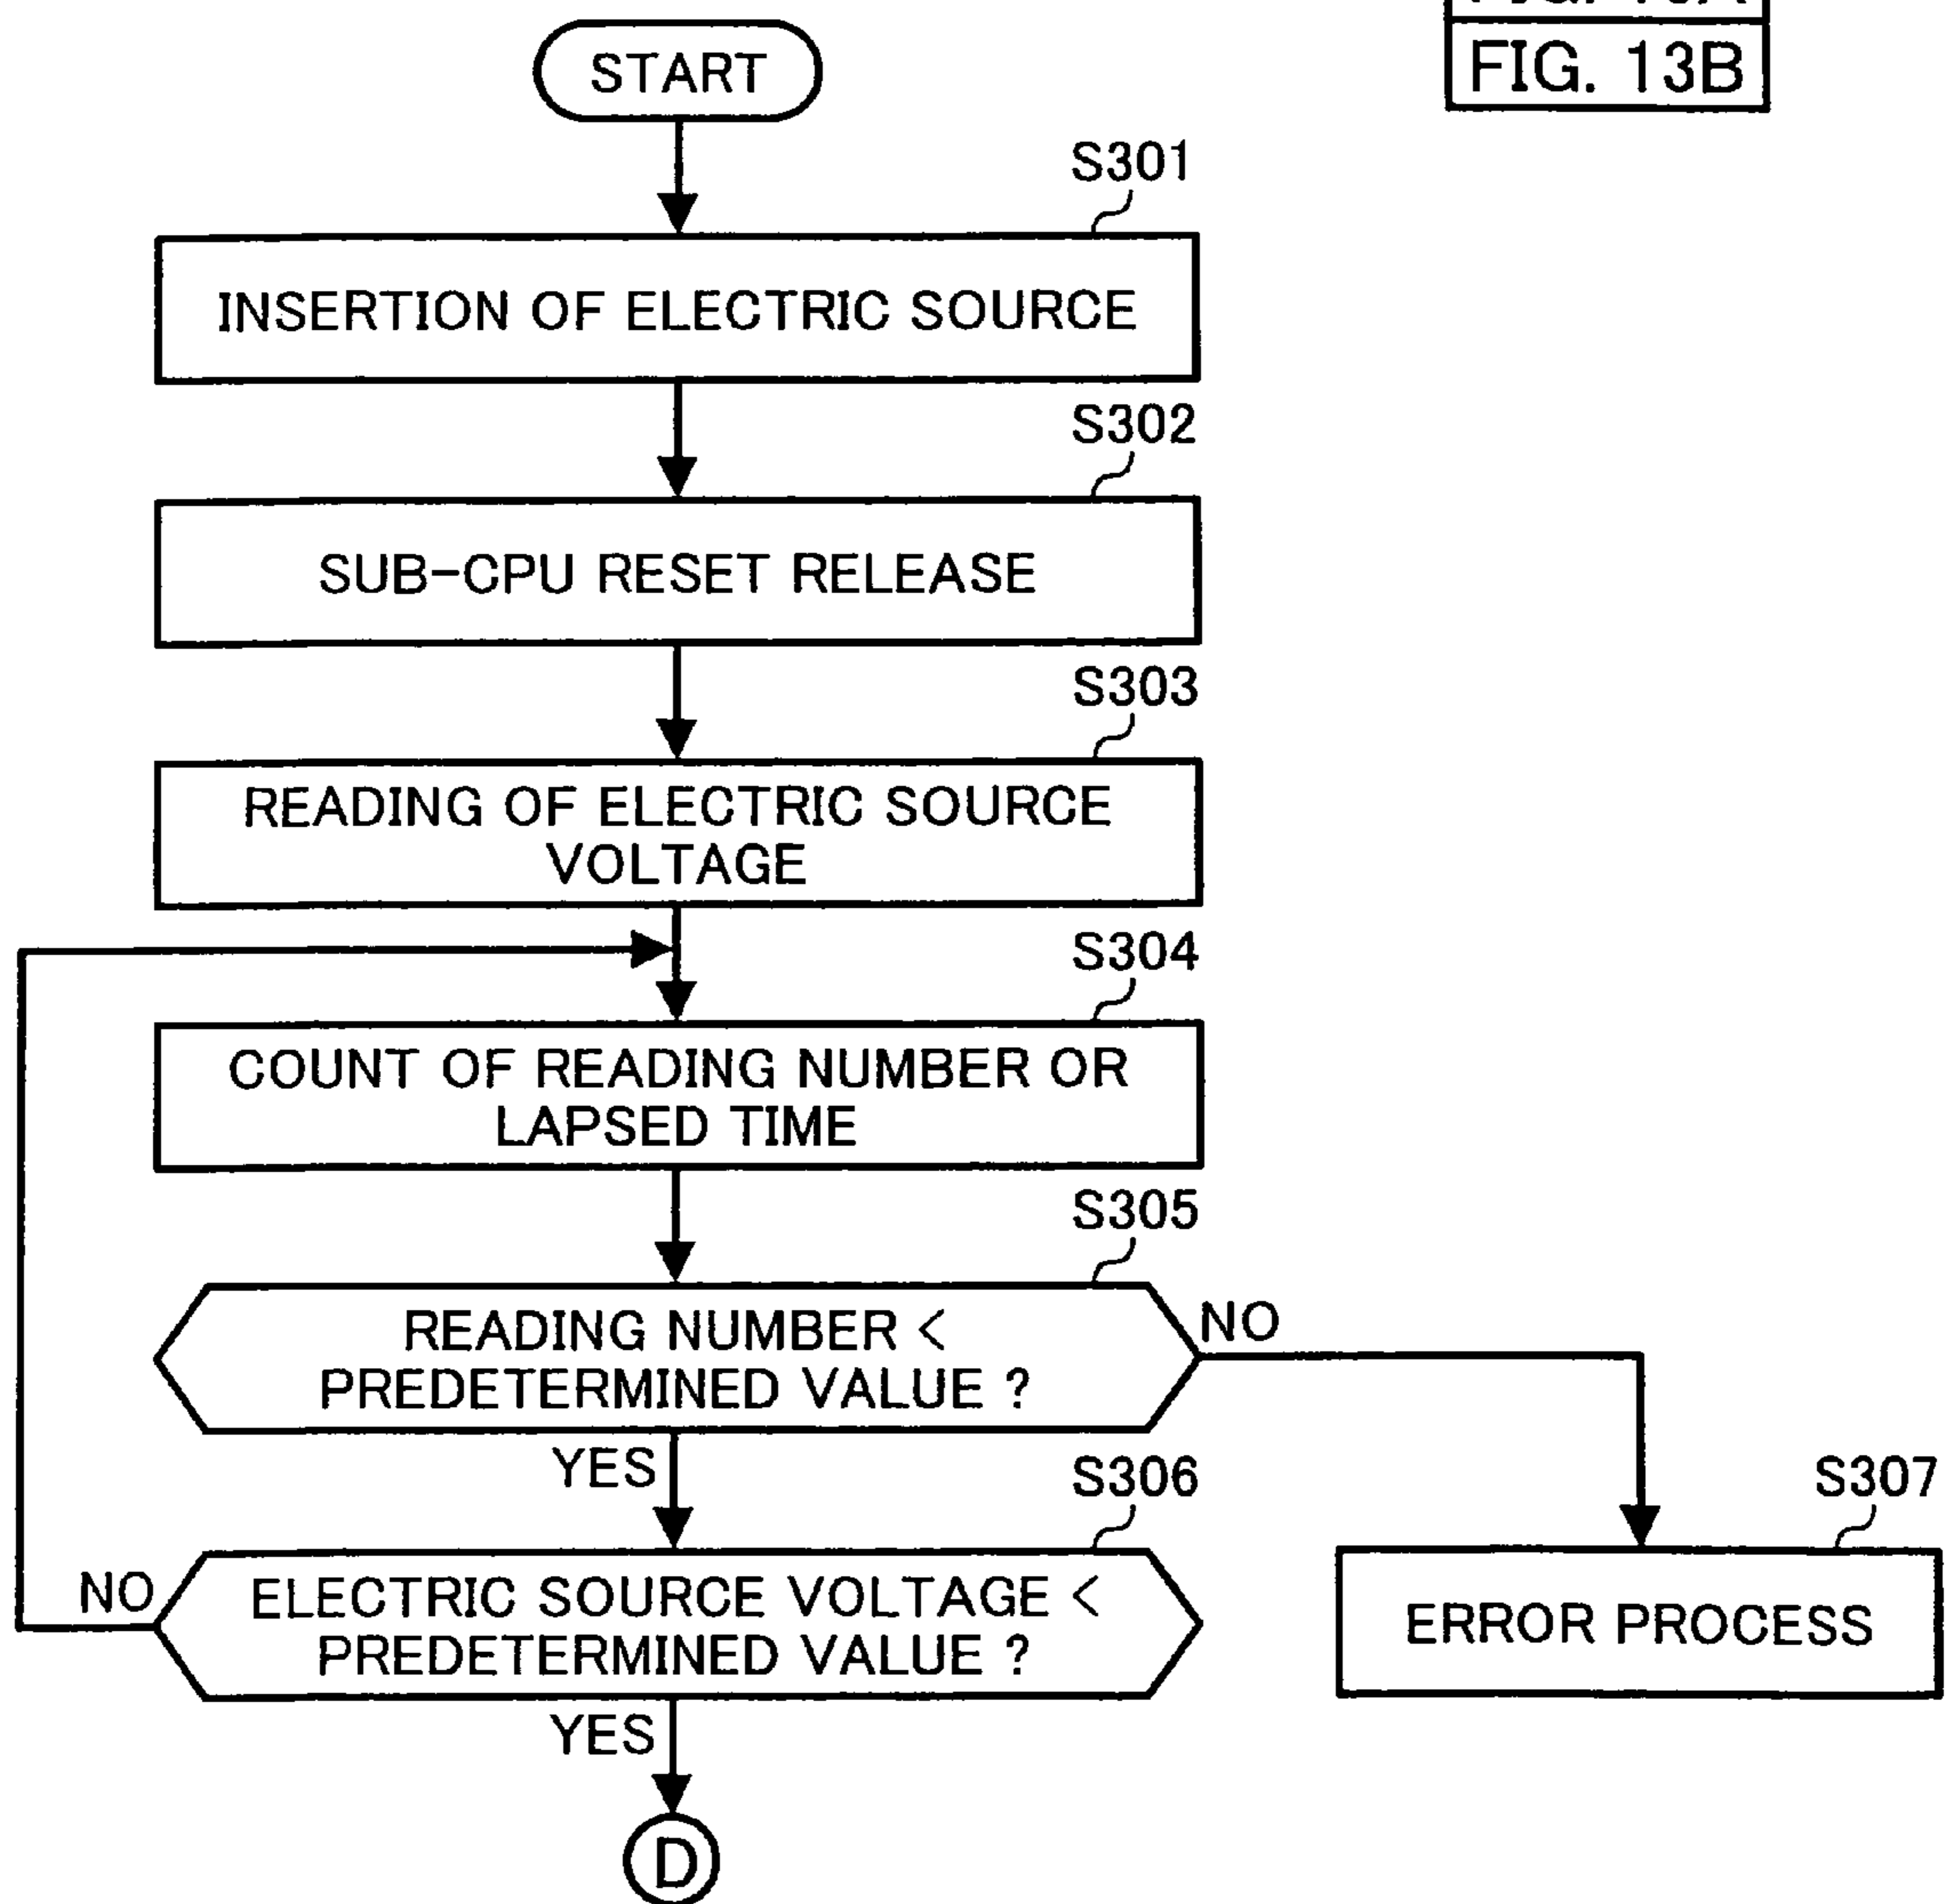 FIG. 13B
START
S301
INSERTION OF ELECTRIC SOURCE
S302
SUB-CPU RESET RELEASE
S303
READING OF ELECTRIC SOURCE
VOLTAGE
S304
COUNT OF READING NUMBER OR
LAPSED TIME
S305
READING NUMBER <
PREDETERMINED VALUE ?
NO
YES
S306
S307
NO
ELECTRIC SOURCE VOLTAGE <
PREDETERMINED VALUE ?
ERROR PROCESS
YES
D